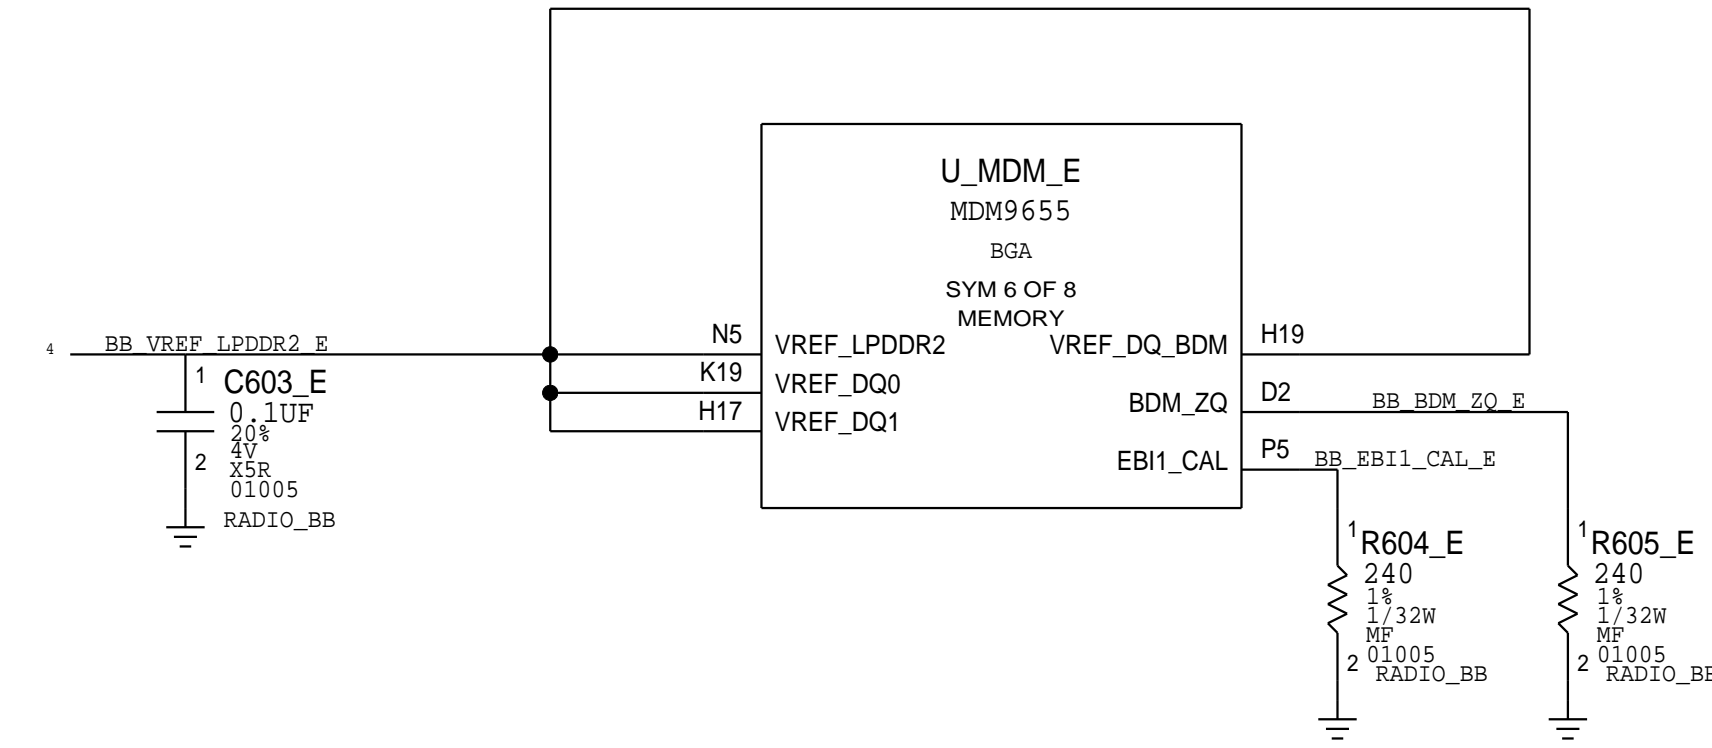 U_MDM_E
MDM9655
BGA
SYM 6 OF 8
MEMORY
4 BB_VREF_LPDDR2_E
N5 VREF_LPDDR2
K19 VREF_DQ0
H17 VREF_DQ1
VREF_DQ_BDM H19
BDM_ZQ D2 BB_BDM_ZQ_E
EBI1_CAL P5 BB_EBI1_CAL_E
1 C603_E
0.1UF
20%
4V
2 X5R
01005
RADIO_BB
1 R604_E
240
1%
1/32W
MF
2 01005
RADIO_BB
1 R605_E
240
1%
1/32W
MF
2 01005
RADIO_BB